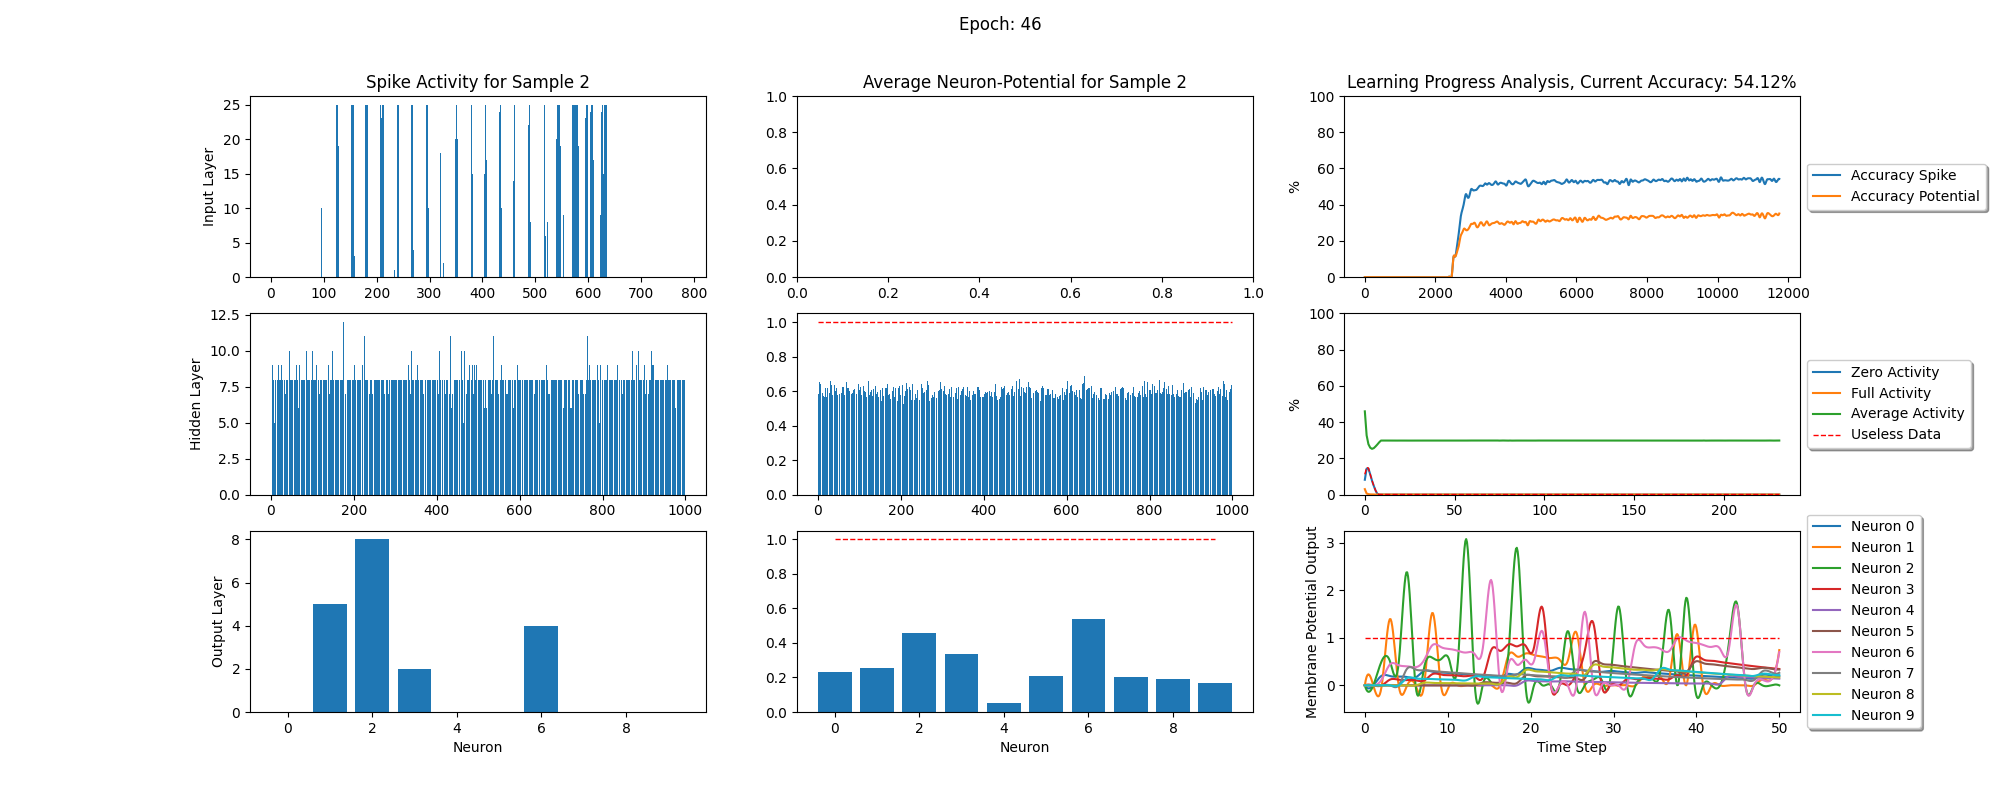 Epoch: 46
Spike Activity for Sample 2
Input Layer
25
20
15
10
5
0
0 100 200 300 400 500 600 700 800
Average Neuron-Potential for Sample 2
1.0
0.8
0.6
0.4
0.2
0.0
0.0 0.2 0.4 0.6 0.8 1.0
Learning Progress Analysis, Current Accuracy: 54.12%
%
100
80
60
40
20
0
0 2000 4000 6000 8000 10000 12000
Accuracy Spike
Accuracy Potential
Hidden Layer
12.5
10.0
7.5
5.0
2.5
0.0
0 200 400 600 800 1000
1.0
0.8
0.6
0.4
0.2
0.0
0 200 400 600 800 1000
%
100
80
60
40
20
0
0 50 100 150 200
Zero Activity
Full Activity
Average Activity
Useless Data
Output Layer
8
6
4
2
0
0 2 4 6 8
Neuron
1.0
0.8
0.6
0.4
0.2
0.0
0 2 4 6 8
Neuron
Membrane Potential Output
3
2
1
0
0 10 20 30 40 50
Time Step
Neuron 0
Neuron 1
Neuron 2
Neuron 3
Neuron 4
Neuron 5
Neuron 6
Neuron 7
Neuron 8
Neuron 9